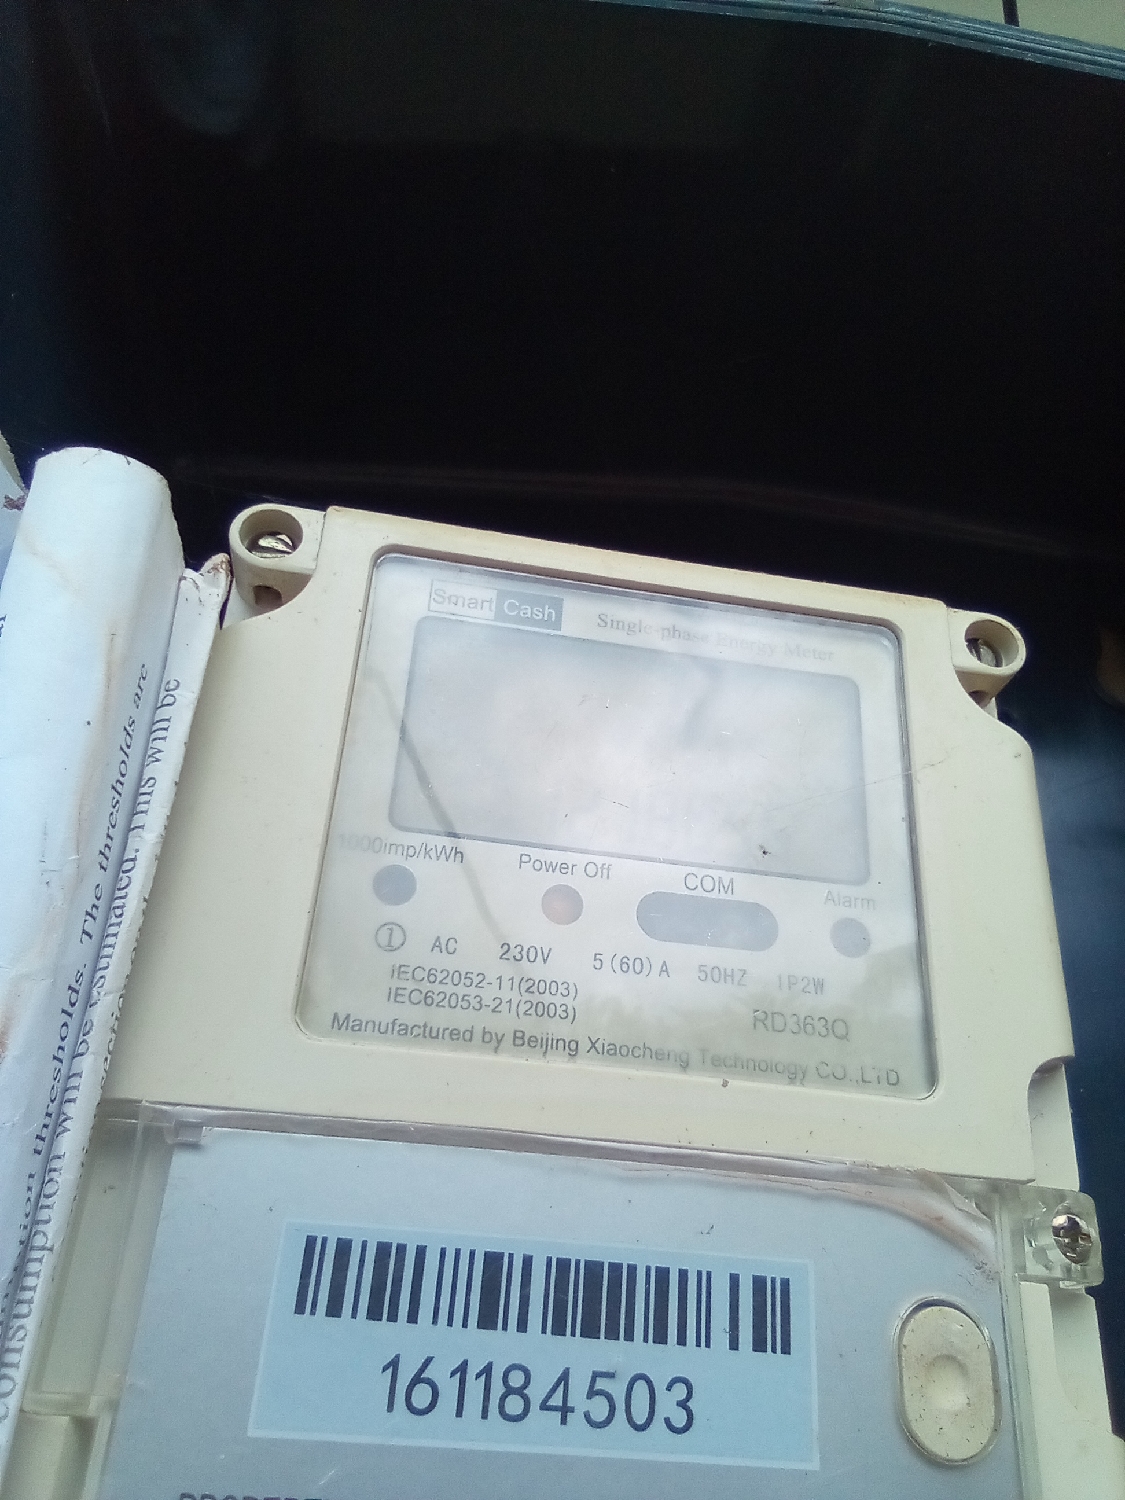 Smart Cash Single-phase Energy Meter
1000imp/kWh Power Off COM Alarm
① AC 230V 5(60)A 50HZ 1P2W
IEC62052-11(2003)
IEC62053-21(2003)
RD363Q
Manufactured by Beijing Xiaocheng Technology CO.,LTD
161184503
thresholds. The thresholds are
consumption will be estimated. This will be